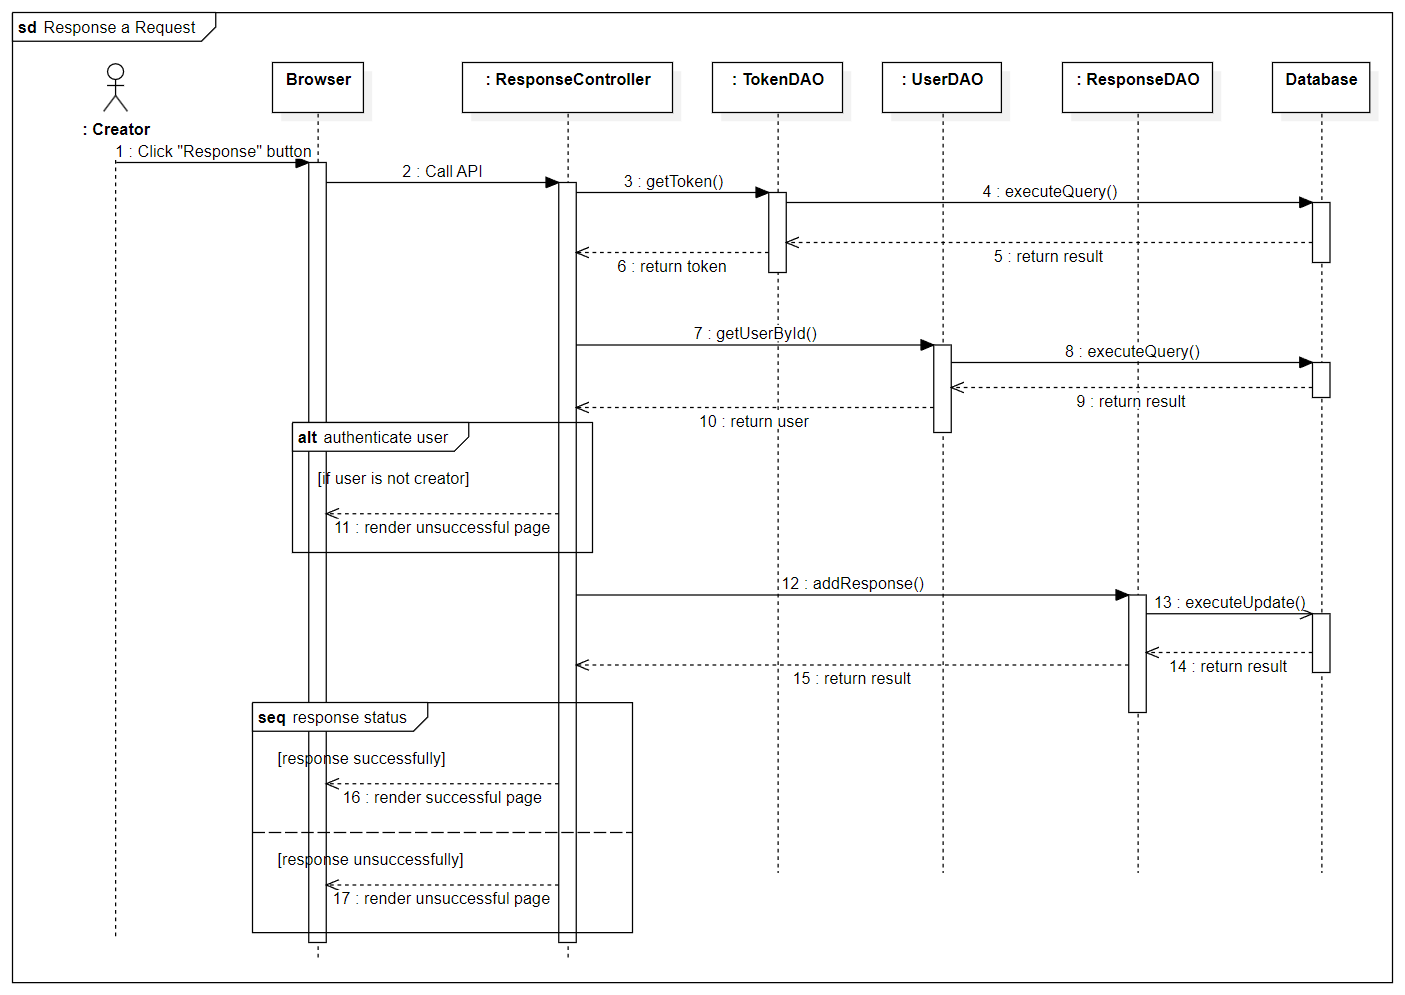 sd Response a Request
Browser
: ResponseController
: TokenDAO
: UserDAO
: ResponseDAO
Database
: Creator
1 : Click "Response" button
2 : Call API
3 : getToken()
4 : executeQuery()
5 : return result
6 : return token
7 : getUserById()
8 : executeQuery()
9 : return result
10 : return user
alt authenticate user
[if user is not creator]
11 : render unsuccessful page
12 : addResponse()
13 : executeUpdate()
14 : return result
15 : return result
seq response status
[response successfully]
16 : render successful page
[response unsuccessfully]
17 : render unsuccessful page